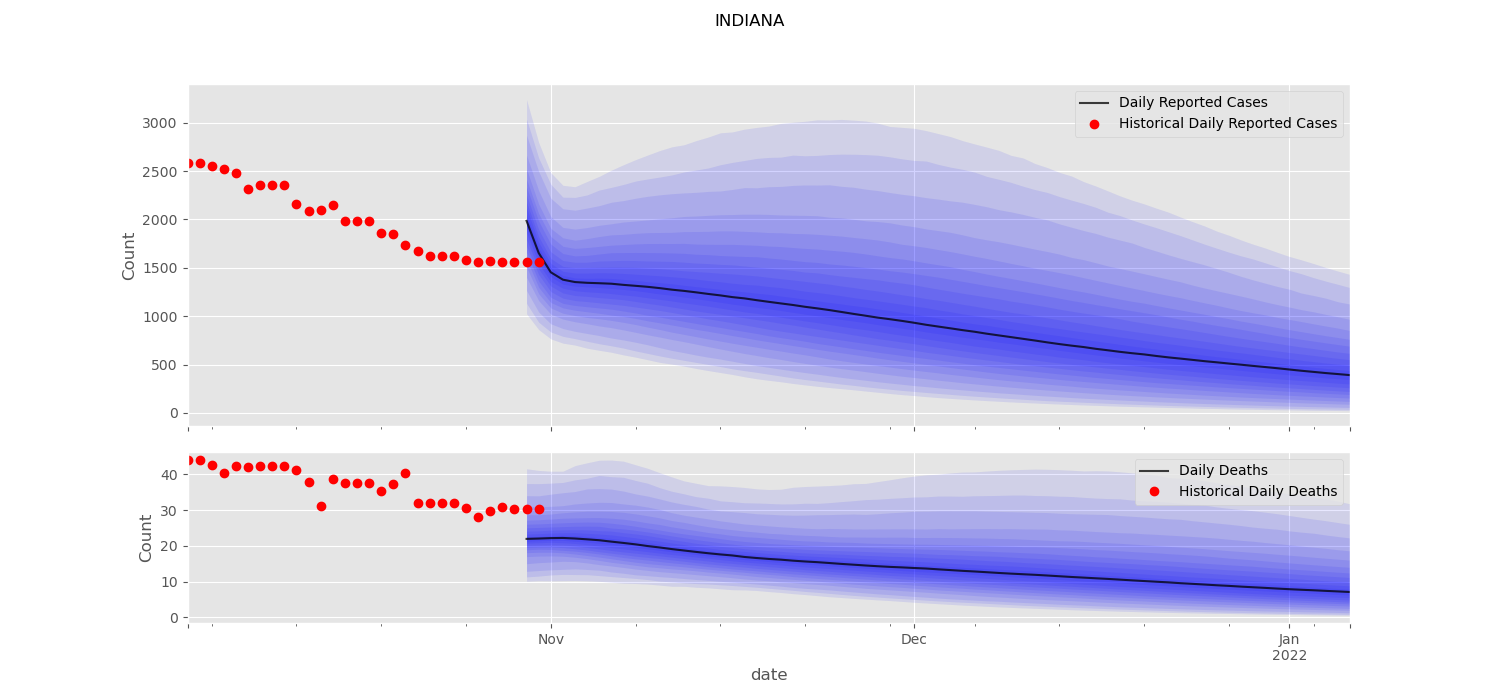 INDIANA
3000
2500
2000
1500
1000
500
0
Count
Daily Reported Cases
Historical Daily Reported Cases
40
30
20
10
0
Count
Daily Deaths
Historical Daily Deaths
Nov
Dec
Jan
2022
date